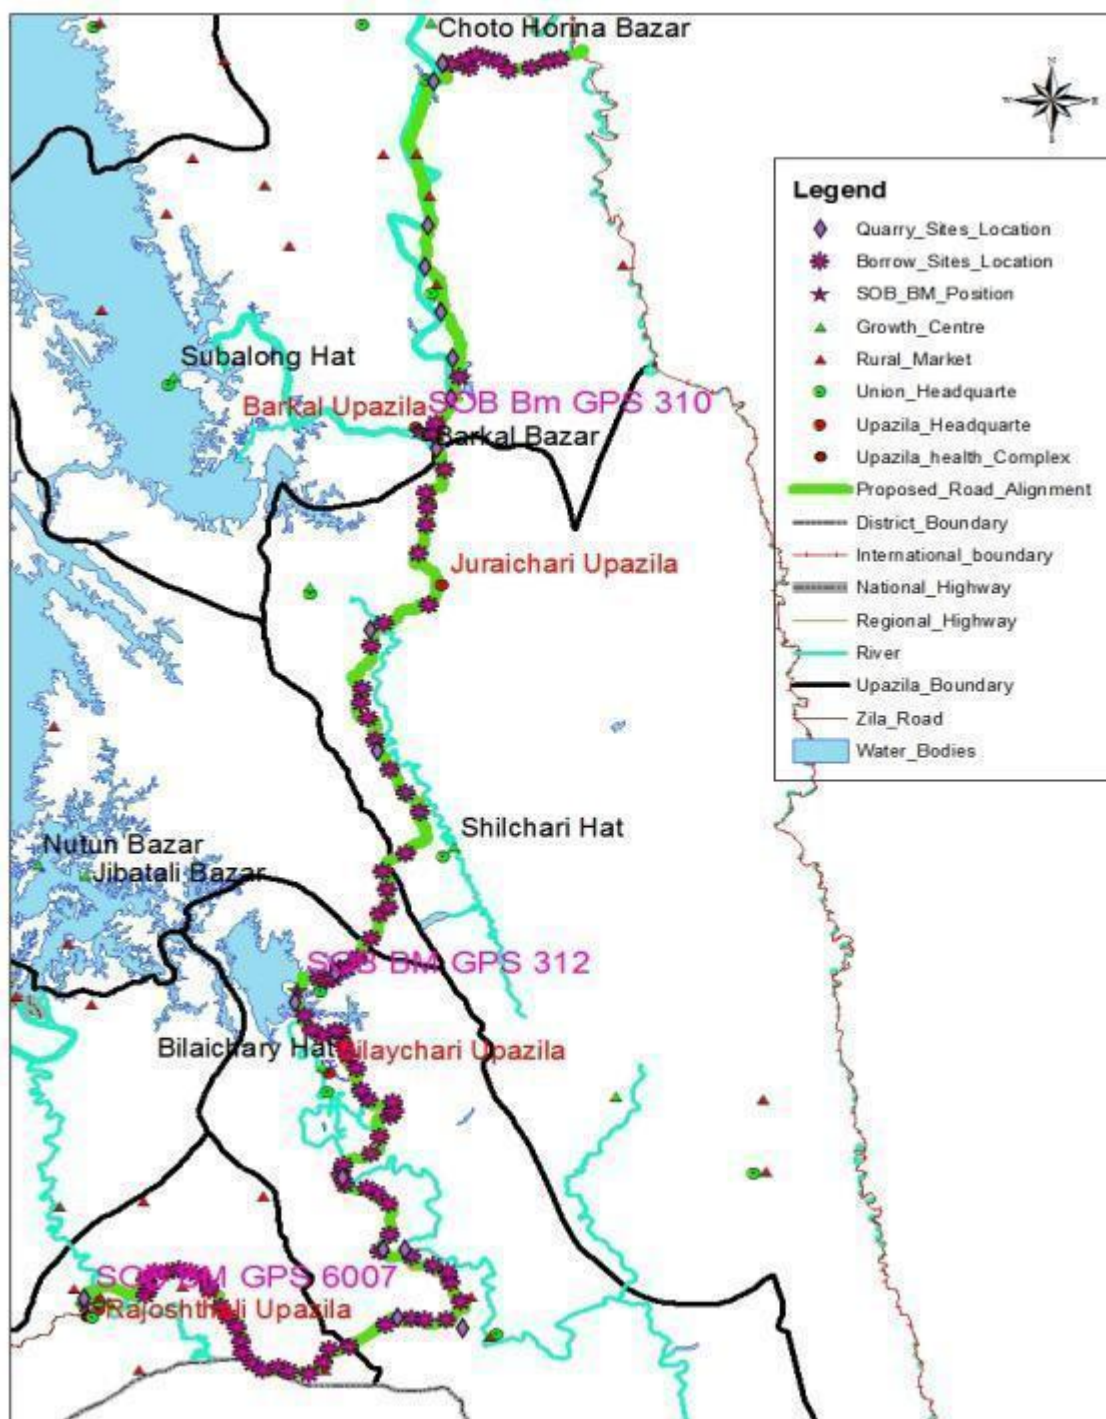 Choto Horina Bazar
N
W
E
S
Legend
Quarry_Sites_Location
Borrow_Sites_Location
SOB_BM_Position
Growth_Centre
Rural_Market
Union_Headquarte
Upazila_Headquarte
Upazila_health_Complex
Proposed_Road_Alignment
District_Boundary
International_boundary
National_Highway
Regional_Highway
River
Upazila_Boundary
Zila_Road
Water_Bodies
Subalong Hat
Barkal Upazila
SOB Bm GPS 310
Barkal Bazar
Juraichari Upazila
Shilchari Hat
Nutun Bazar
Jibatali Bazar
SOB BM GPS 312
Bilaichary Hat
Bilaychari Upazila
SOB BM GPS 6007
Rajoshthali Upazila